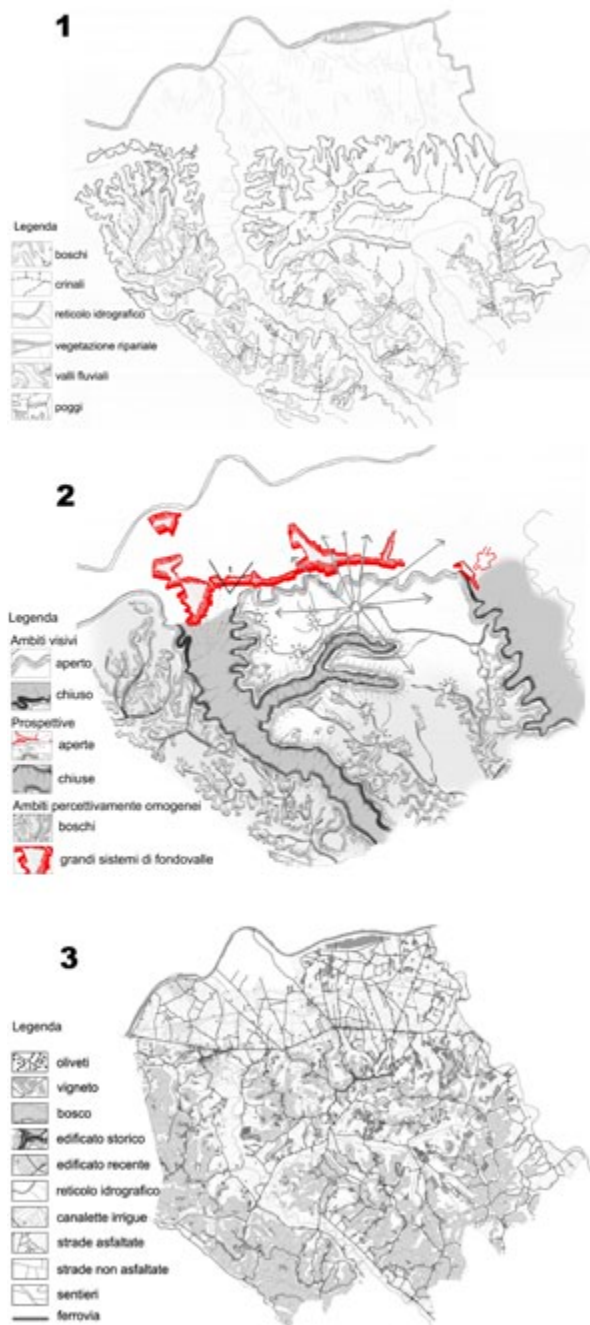 1
Legenda
boschi
crinali
reticolo idrografico
vegetazione ripariale
valli fluviali
poggi
2
Legenda
Ambiti visivi
aperto
chiuso
Prospettive
aperte
chiuse
Ambiti percettivamente omogenei
boschi
grandi sistemi di fondovalle
3
Legenda
oliveti
vigneto
bosco
edificato storico
edificato recente
reticolo idrografico
canalette irrigue
strade asfaltate
strade non asfaltate
sentieri
ferrovia